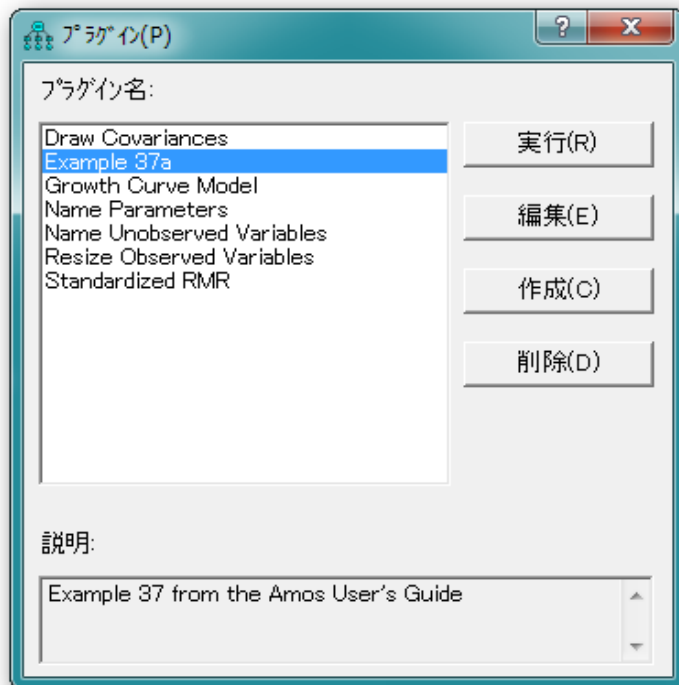 プラグイン(P)
?
x
プラグイン名:
Draw Covariances
Example 37a
Growth Curve Model
Name Parameters
Name Unobserved Variables
Resize Observed Variables
Standardized RMR
実行(R)
編集(E)
作成(C)
削除(D)
説明:
Example 37 from the Amos User's Guide